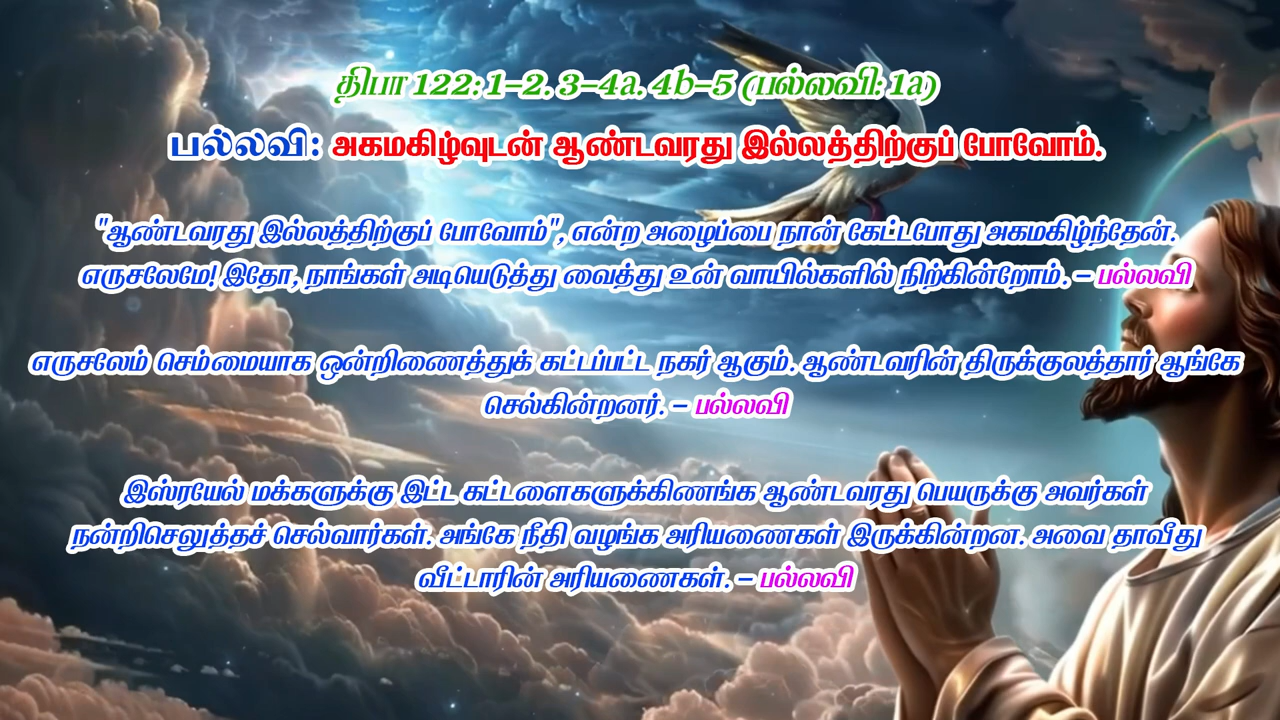 திபா 122: 1-2. 3-4a. 4b-5 (பல்லவி: 1a)
பல்லவி: அகமகிழ்வுடன் ஆண்டவரது இல்லத்திற்குப் போவோம்.
"ஆண்டவரது இல்லத்திற்குப் போவோம்", என்ற அழைப்பை நான் கேட்டபோது அகமகிழ்ந்தேன்.
எருசலேமே! இதோ, நாங்கள் அடியெடுத்து வைத்து உன் வாயில்களில் நிற்கின்றோம். – பல்லவி
எருசலேம் செம்மையாக ஒன்றிணைத்துக் கட்டப்பட்ட நகர் ஆகும். ஆண்டவரின் திருக்குலத்தார் ஆங்கே
செல்கின்றனர். – பல்லவி
இஸ்ரயேல் மக்களுக்கு இட்ட கட்டளைகளுக்கிணங்க ஆண்டவரது பெயருக்கு அவர்கள்
நன்றிசெலுத்தச் செல்வார்கள். அங்கே நீதி வழங்க அரியணைகள் இருக்கின்றன. அவை தாவீது
வீட்டாரின் அரியணைகள். – பல்லவி